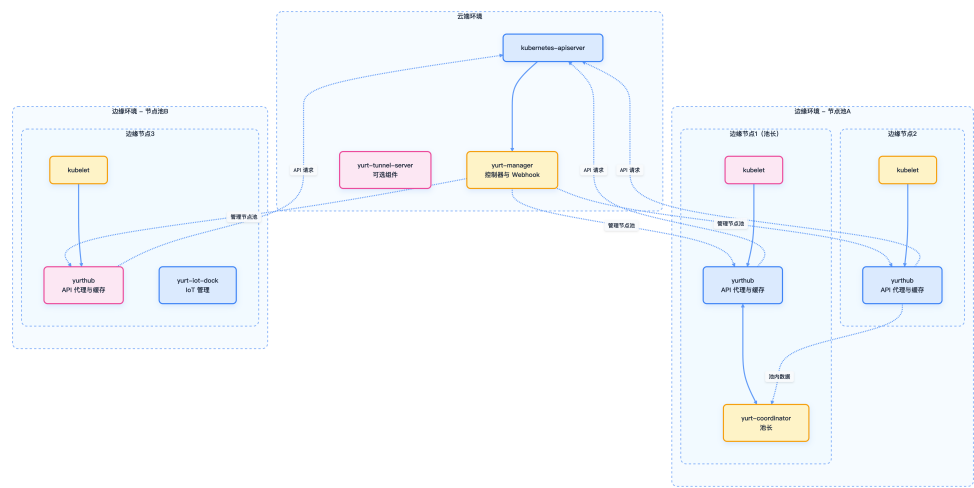 云端环境
kubernetes-apiserver
yurt-tunnel-server
可选组件
yurt-manager
控制器与 Webhook
API 请求
API 请求
API 请求
管理节点池
管理节点池
管理节点池
边缘环境 - 节点池B
边缘节点3
kubelet
yurthub
API 代理与缓存
yurt-iot-dock
IoT 管理
边缘环境 - 节点池A
边缘节点1（池长）
kubelet
yurthub
API 代理与缓存
边缘节点2
kubelet
yurthub
API 代理与缓存
池内数据
yurt-coordinator
池长